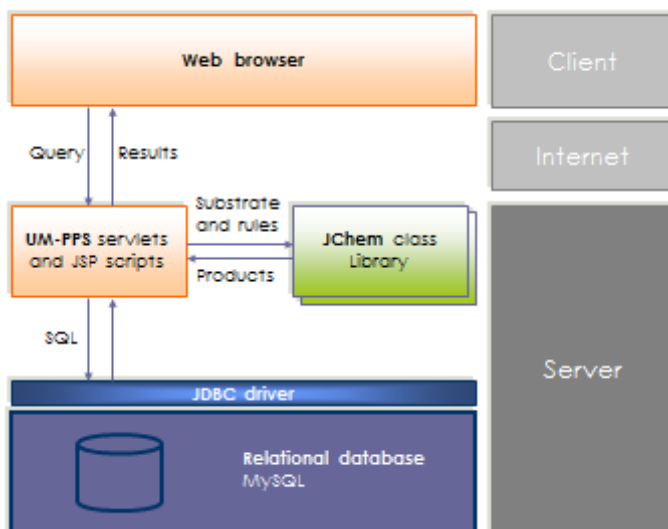 Web browser
Client
Query
Results
Internet
Substrate
and rules
UM-PPS servlets
and JSP scripts
JChem class
Library
Products
SQL
Server
JDBC driver
Relational database
MySQL